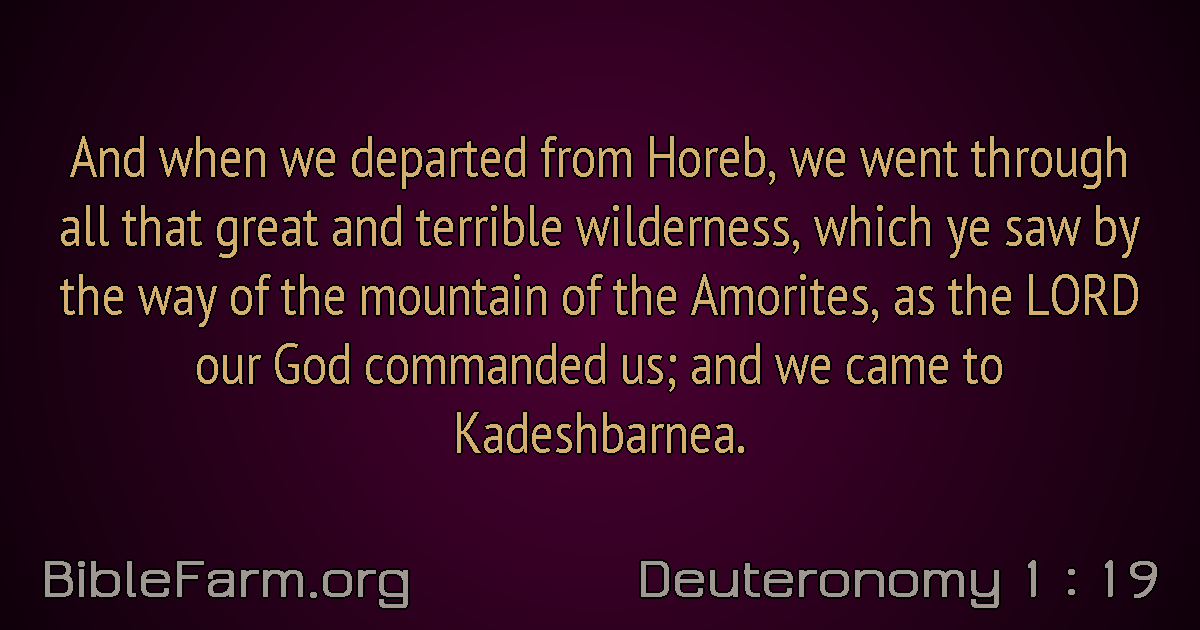 And when we departed from Horeb, we went through
all that great and terrible wilderness, which ye saw by
the way of the mountain of the Amorites, as the LORD
our God commanded us; and we came to
Kadeshbarnea.
BibleFarm.org
Deuteronomy 1 : 19